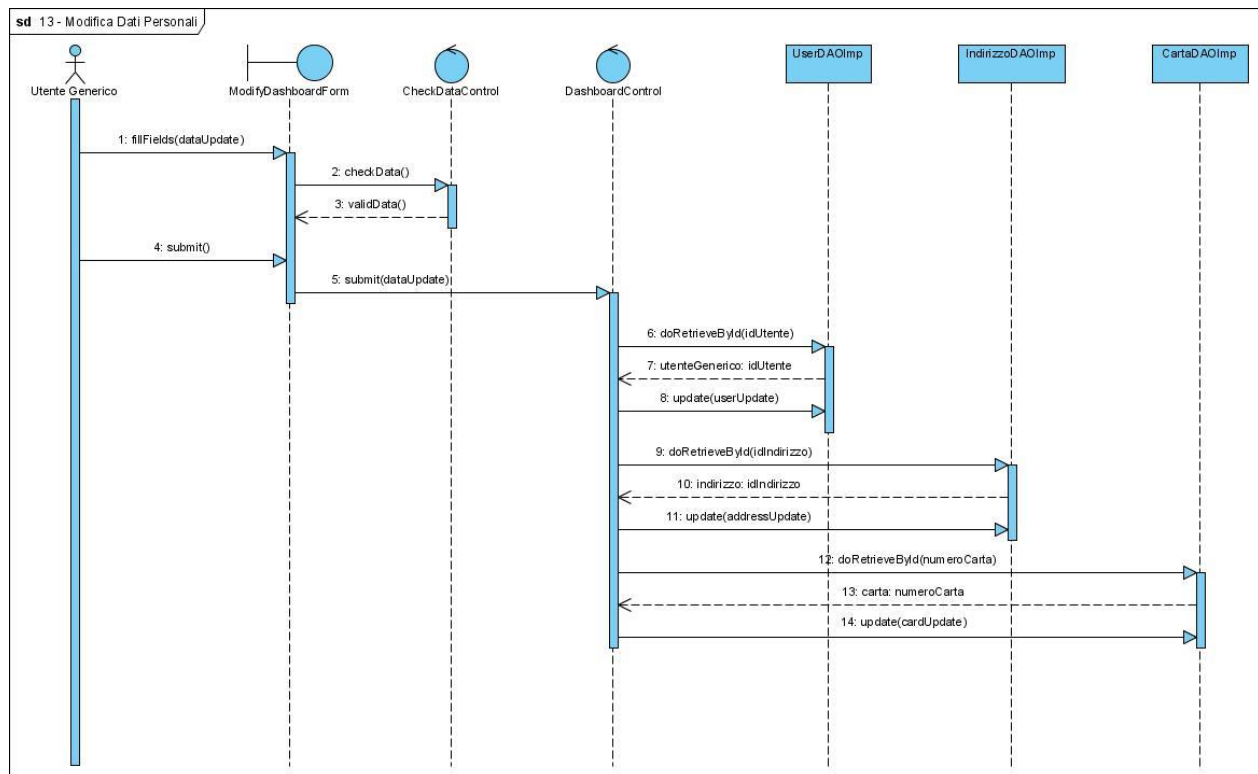 sd 13 - Modifica Dati Personali
Utente Generico
ModifyDashboardForm
CheckDataControl
DashboardControl
UserDAOImp
IndirizzoDAOImp
CartaDAOImp
1: fillFields(dataUpdate)
2: checkData()
3: validData()
4: submit()
5: submit(dataUpdate)
6: doRetrieveById(idUtente)
7: utenteGenerico: idUtente
8: update(userUpdate)
9: doRetrieveById(idIndirizzo)
10: indirizzo: idIndirizzo
11: update(addressUpdate)
12: doRetrieveById(numeroCarta)
13: carta: numeroCarta
14: update(cardUpdate)